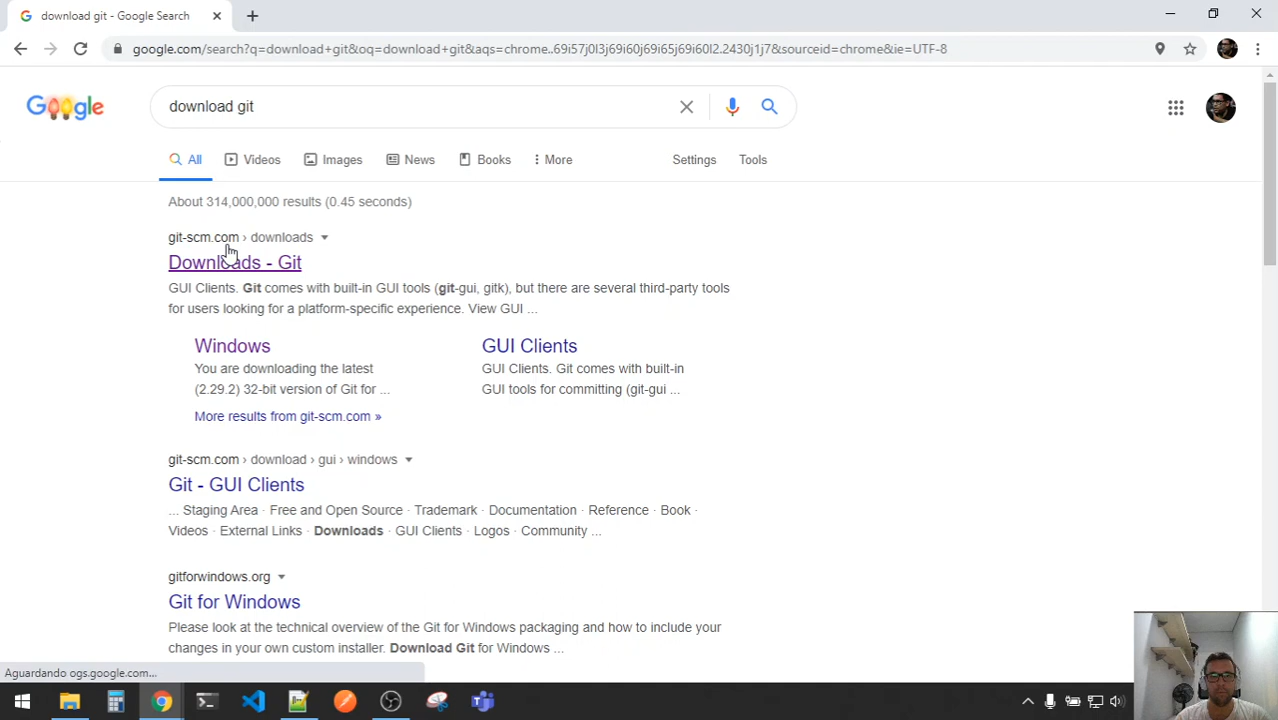 download git - Google Search
google.com/search?q=download+git&oq=download+git&aqs=chrome..69i57j0l3j69i60j69i65j69i60l2.2430j1j7&sourceid=chrome&ie=UTF-8
Google
download git
All
Videos
Images
News
Books
More
Settings
Tools
About 314,000,000 results (0.45 seconds)
git-scm.com › downloads
Downloads - Git
GUI Clients. Git comes with built-in GUI tools (git-gui, gitk), but there are several third-party tools
for users looking for a platform-specific experience. View GUI ...
Windows
You are downloading the latest
(2.29.2) 32-bit version of Git for ...
GUI Clients
GUI Clients. Git comes with built-in
GUI tools for committing (git-gui ...
More results from git-scm.com »
git-scm.com › download › gui › windows
Git - GUI Clients
... Staging Area · Free and Open Source · Trademark · Documentation · Reference · Book ·
Videos · External Links · Downloads · GUI Clients · Logos · Community ...
gitforwindows.org
Git for Windows
Please look at the technical overview of the Git for Windows packaging and how to include your
changes in your own custom installer. Download Git for Windows ...
Aguardando ogs.google.com...